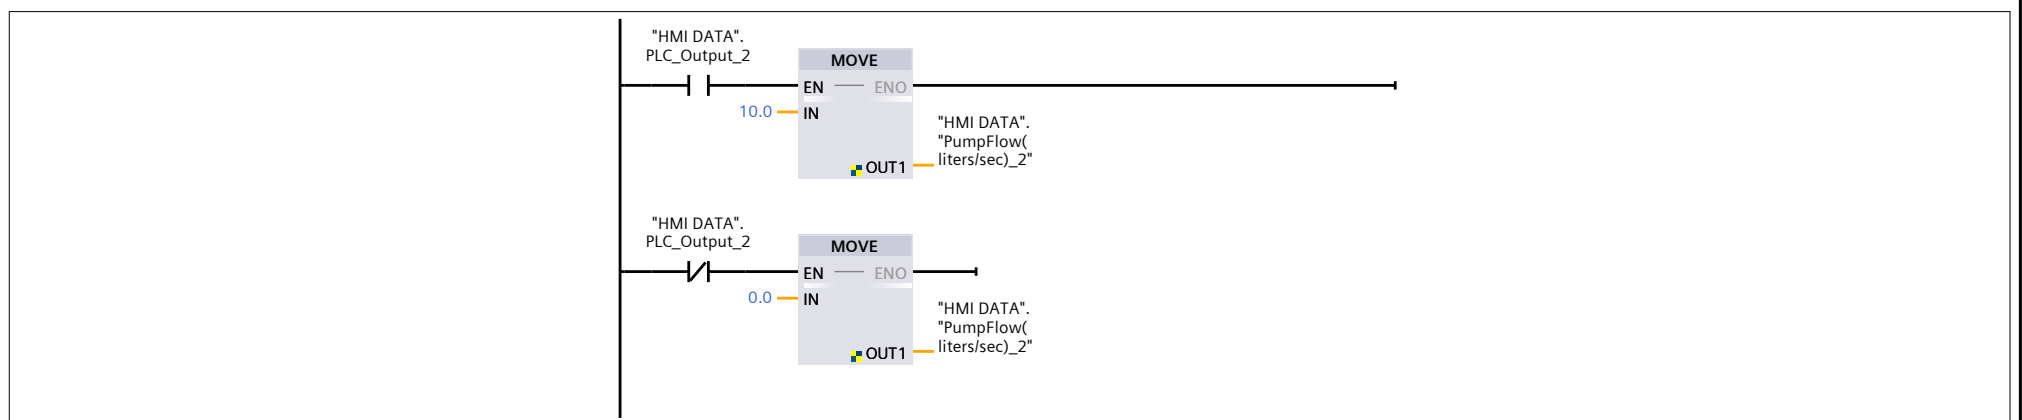 "HMI DATA".
PLC_Output_2
MOVE
EN ENO
10.0 IN
"HMI DATA".
"PumpFlow(
liters/sec)_2"
OUT1
"HMI DATA".
PLC_Output_2
MOVE
EN ENO
0.0 IN
"HMI DATA".
"PumpFlow(
liters/sec)_2"
OUT1